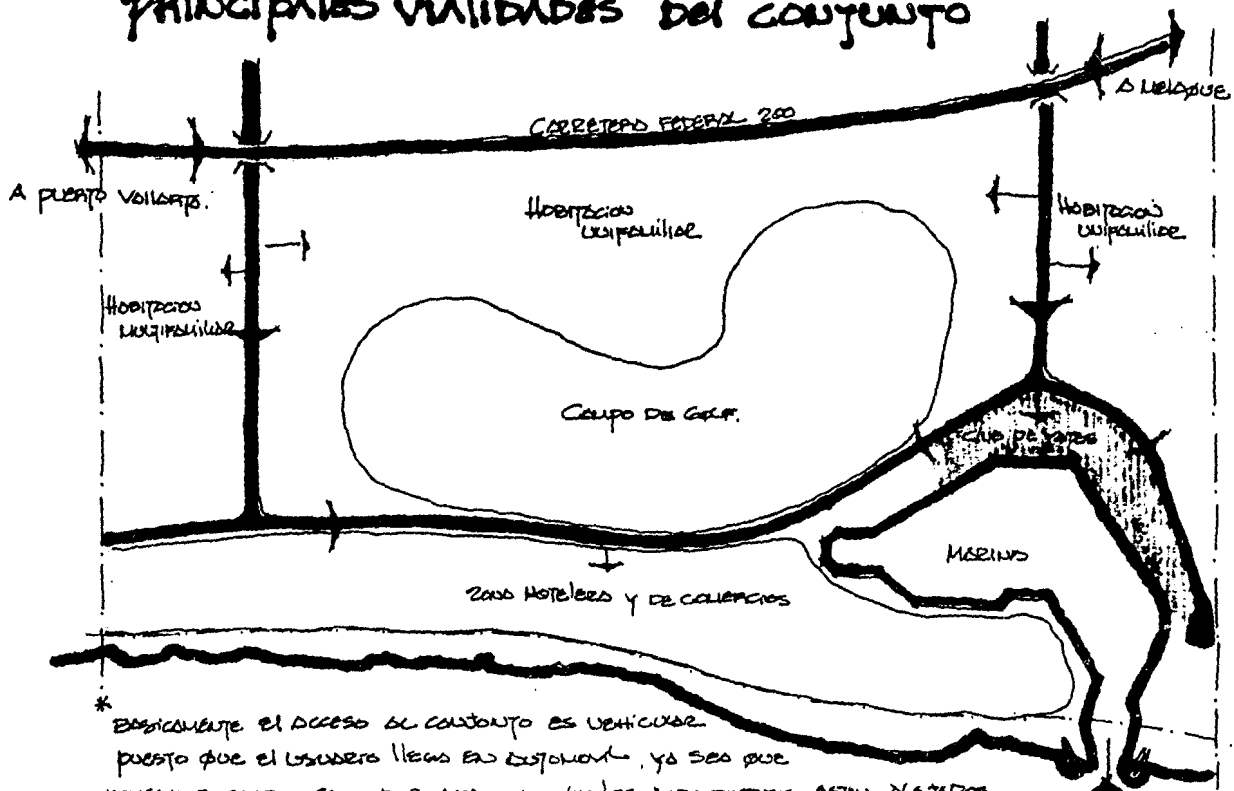 PRINCIPALES VIALIDADES DEL CONJUNTO
A MELAQUE
CARRETERA FEDERAL 200
A PUERTO VALLARTA.
HABITACION
UNIFAMILIAR
HABITACION
UNIFAMILIAR
HABITACION
MULTIFAMILIAR
CAMPO DE GOLF.
CLUB DE YATES
MARINA
ZONA HOTELERA Y DE COMERCIOS
* BASICAMENTE EL ACCESO AL CONJUNTO ES VEHICULAR
PUESTO QUE EL USUARIO LLEGA EN AUTOMOVIL, YA SEA QUE